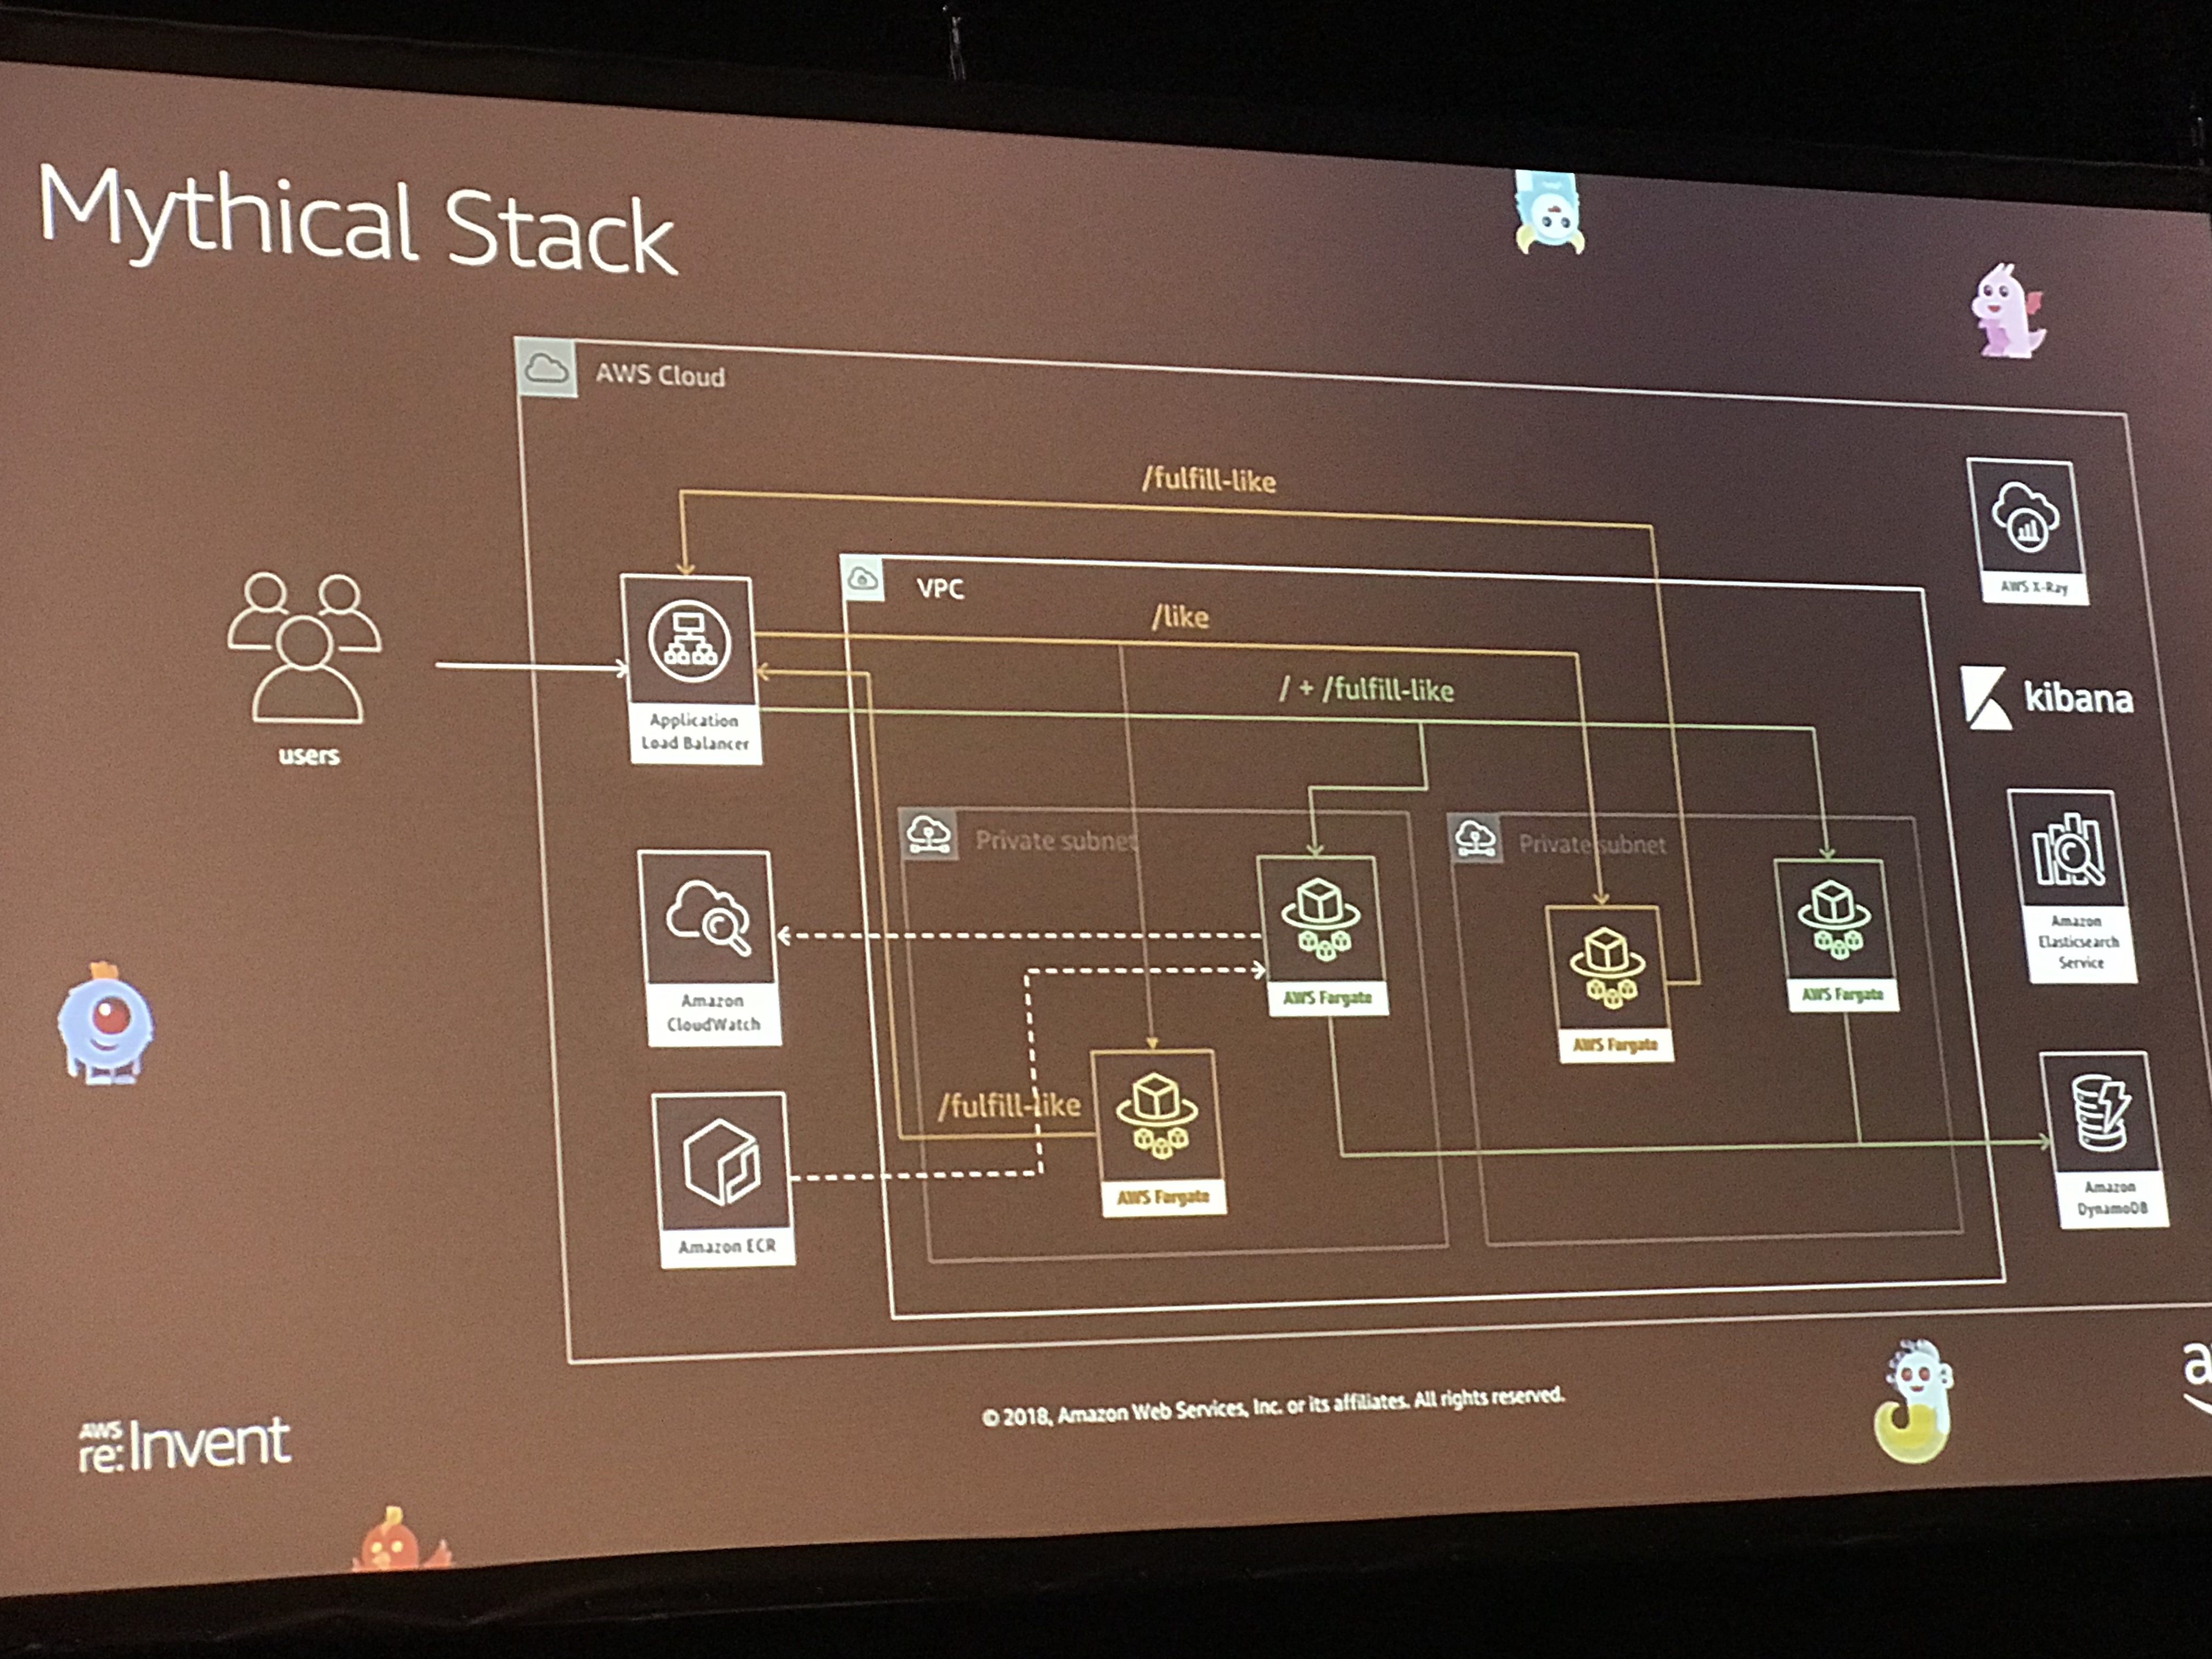 Mythical Stack
AWS Cloud
/fulfill-like
VPC
/like
/ + /fulfill-like
users
Application
Load Balancer
AWS X-Ray
kibana
Private subnet
Private subnet
Amazon
CloudWatch
AWS Fargate
AWS Fargate
AWS Fargate
Amazon
Elasticsearch
Service
/fulfill-like
AWS Fargate
Amazon ECR
Amazon
DynamoDB
© 2018, Amazon Web Services, Inc. or its affiliates. All rights reserved.
AWS
re:Invent
a